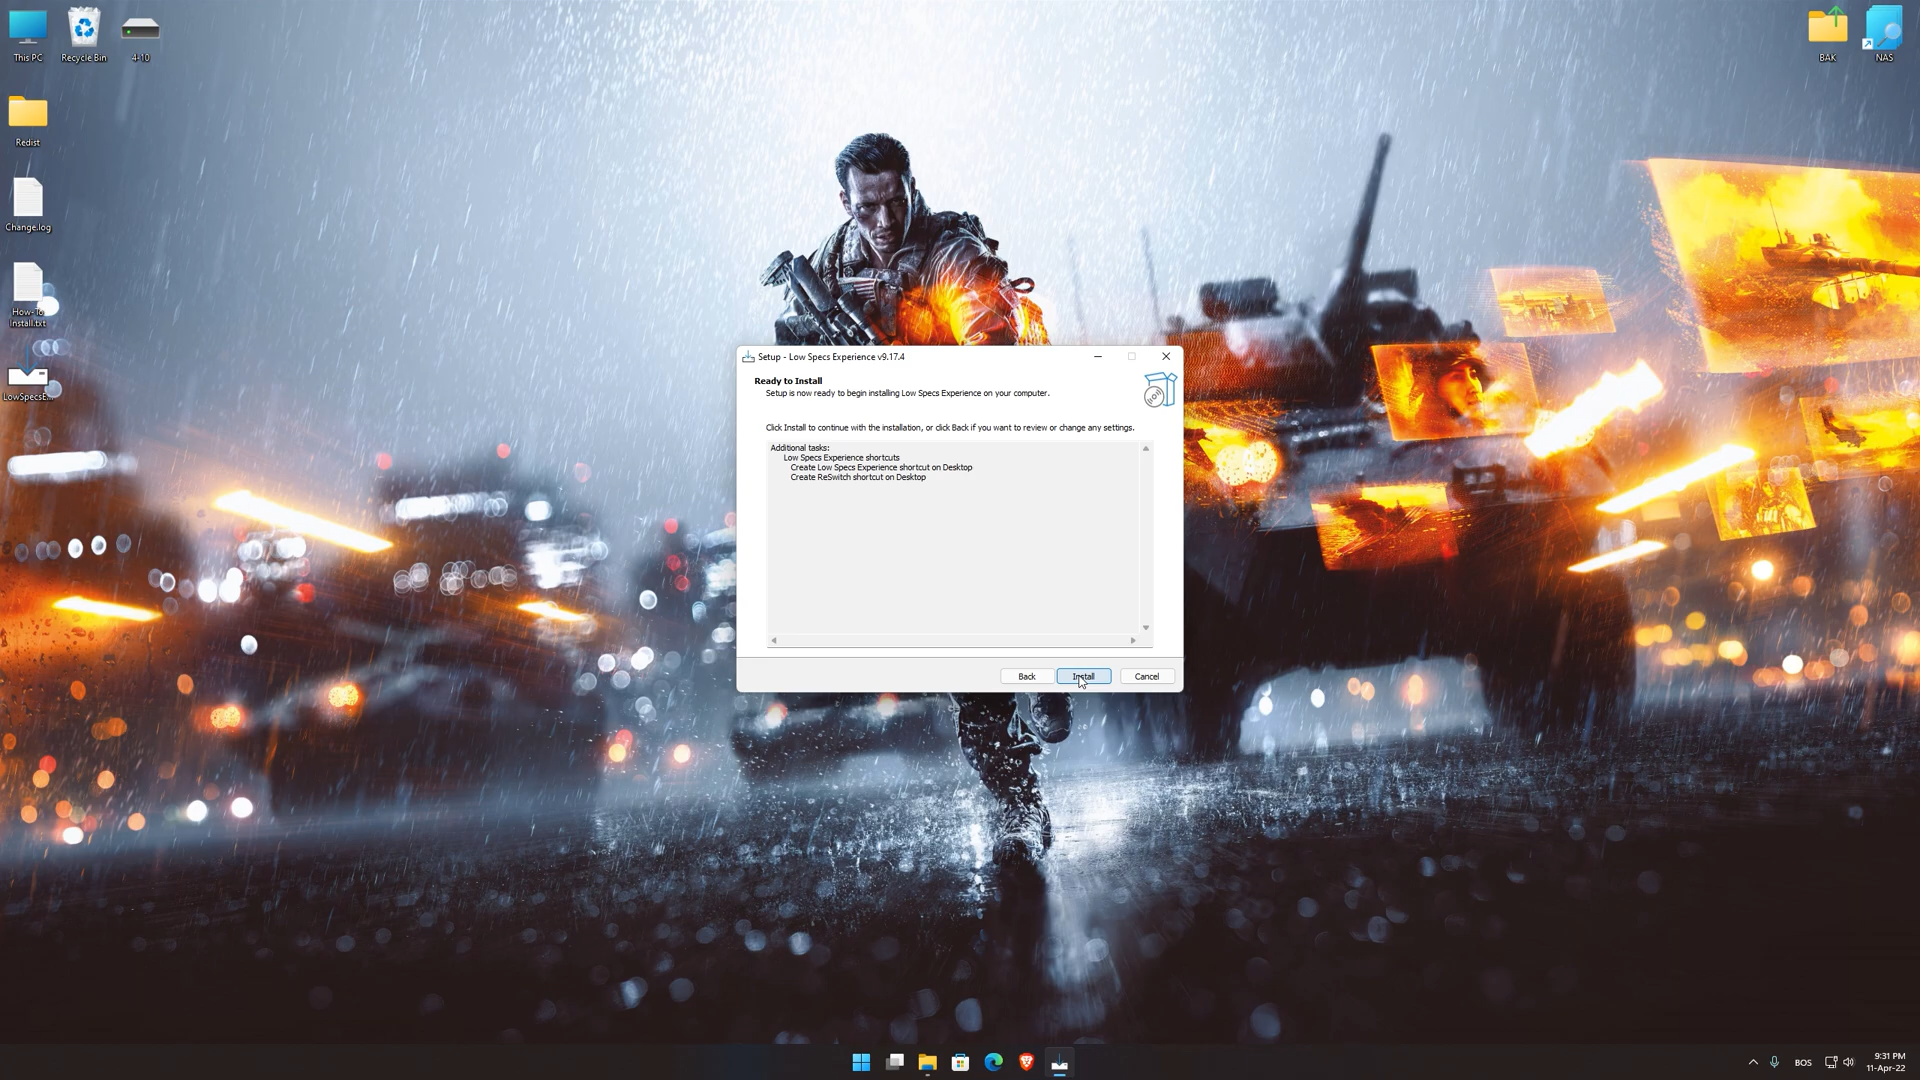 This PC
Recycle Bin
4-10
BAK
NAS
Redist
Change.log
How-To
Install.txt
LowSpecsE...
Setup - Low Specs Experience v9.17.4
Ready to Install
Setup is now ready to begin installing Low Specs Experience on your computer.
Click Install to continue with the installation, or click Back if you want to review or change any settings.
Additional tasks:
Low Specs Experience shortcuts
Create Low Specs Experience shortcut on Desktop
Create ReSwitch shortcut on Desktop
Back
Install
Cancel
BOS
9:31 PM
11-Apr-22